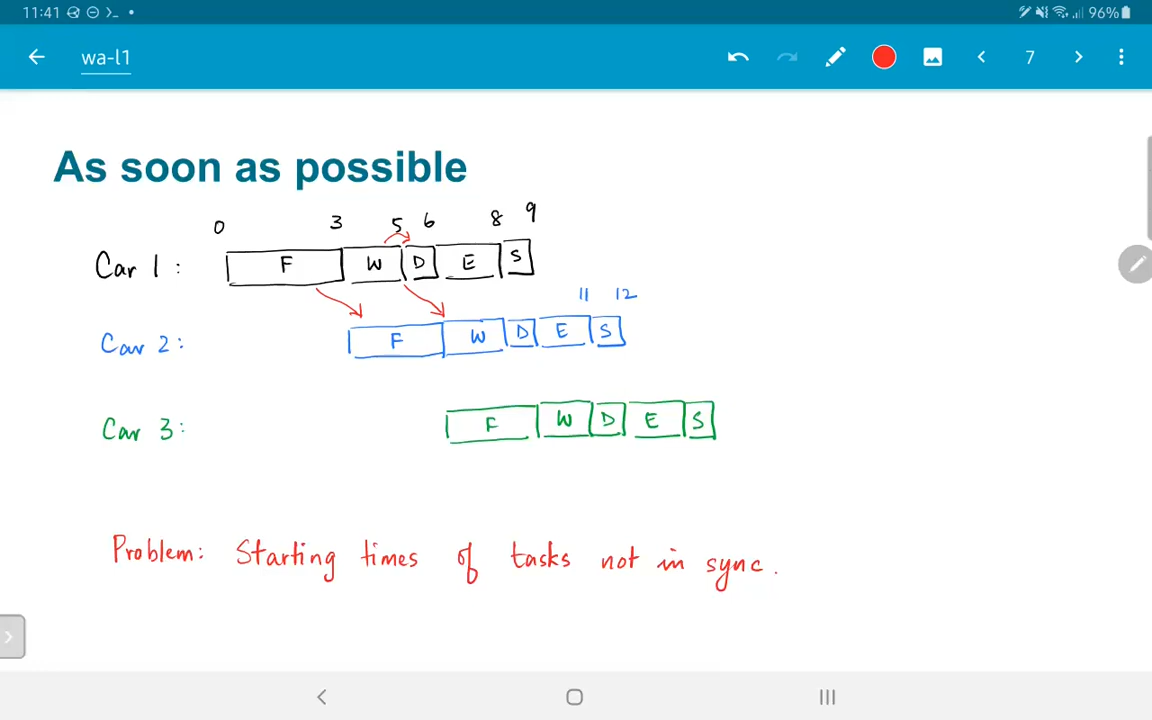 11:41 96%
wa-l1 7
As soon as possible
0 3 5 6 8 9
Car 1: F W D E S
11 12
Car 2: F W D E S
Car 3: F W D E S
Problem: Starting times of tasks not in sync.